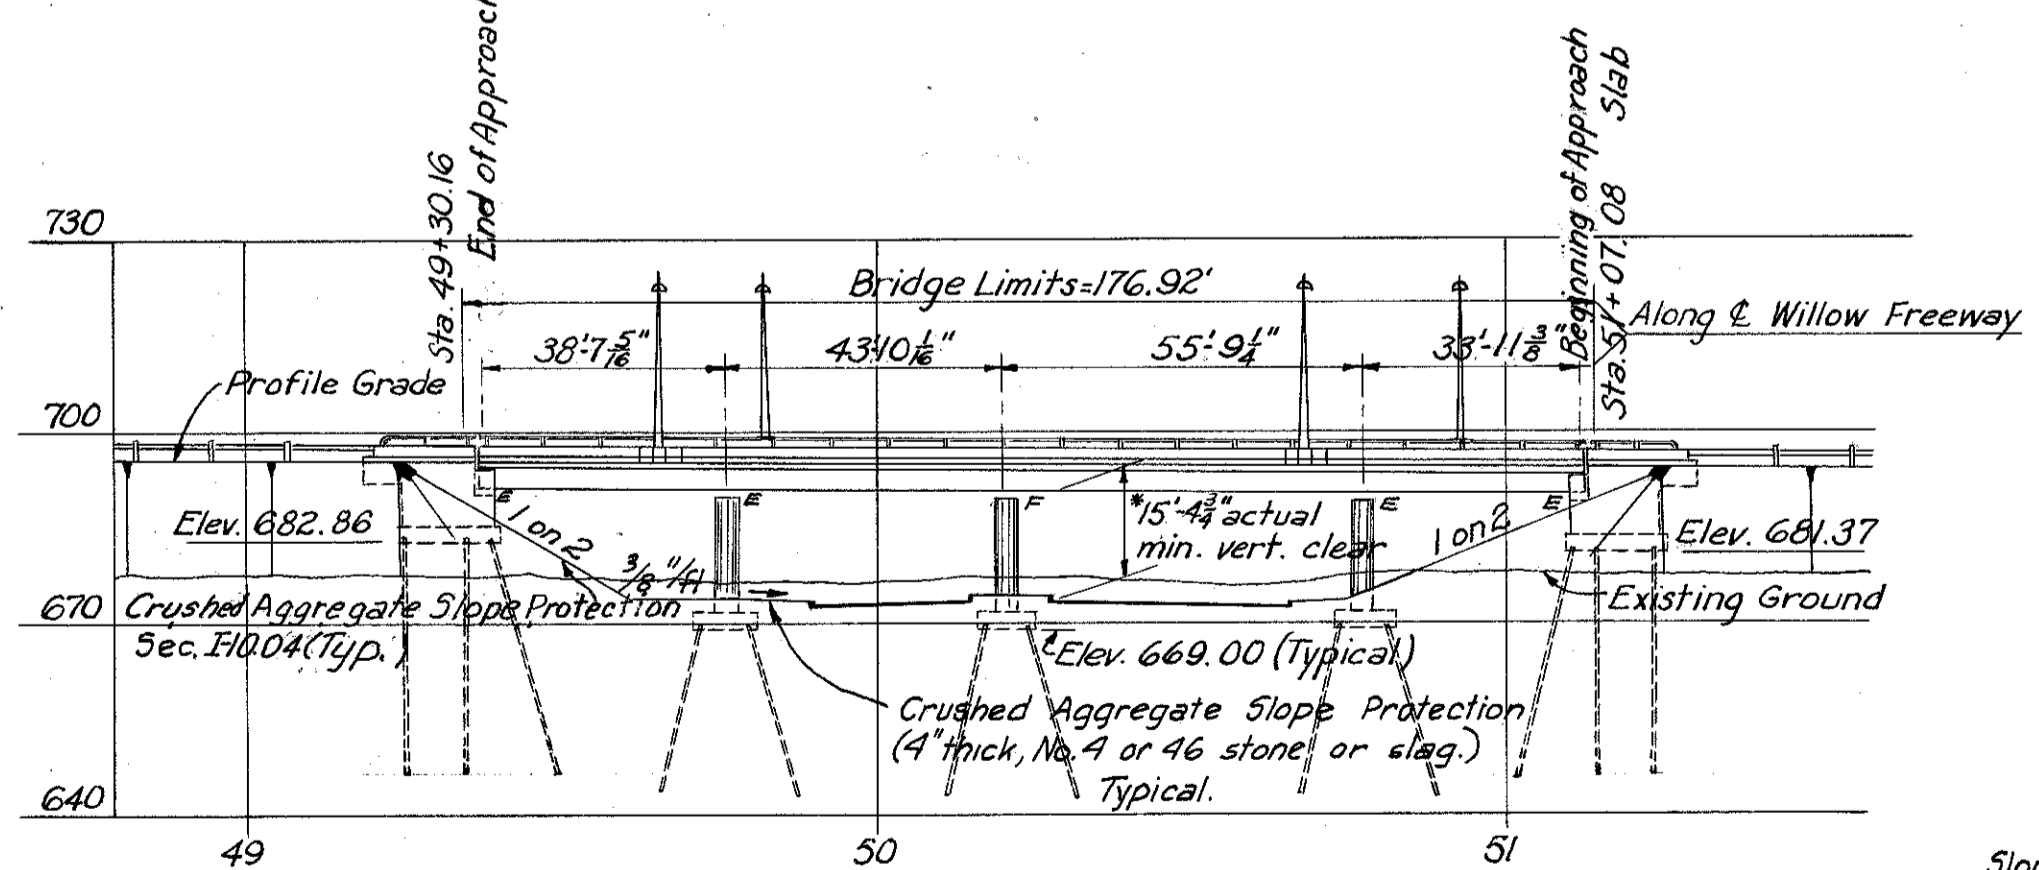 End of Approach
Sta. 49+30.16
Beginning of Approach
Slab
Sta. 51+07.08
730
Bridge Limits=176.92'
Along ℄ Willow Freeway
38'-7 5/16"
43'-10 1/16"
55'-9 1/4"
33'-11 3/8"
Profile Grade
700
E
E
F
E
E
*15'-4 3/4" actual
min. vert. clear
Elev. 682.86
1 on 2
1 on 2
Elev. 681.37
3/8"/ft
670
Crushed Aggregate Slope Protection
Sec. I-10.04 (Typ.)
Existing Ground
Elev. 669.00 (Typical)
Crushed Aggregate Slope Protection
(4" thick, No. 4 or 46 stone or slag.)
Typical.
640
49
50
51